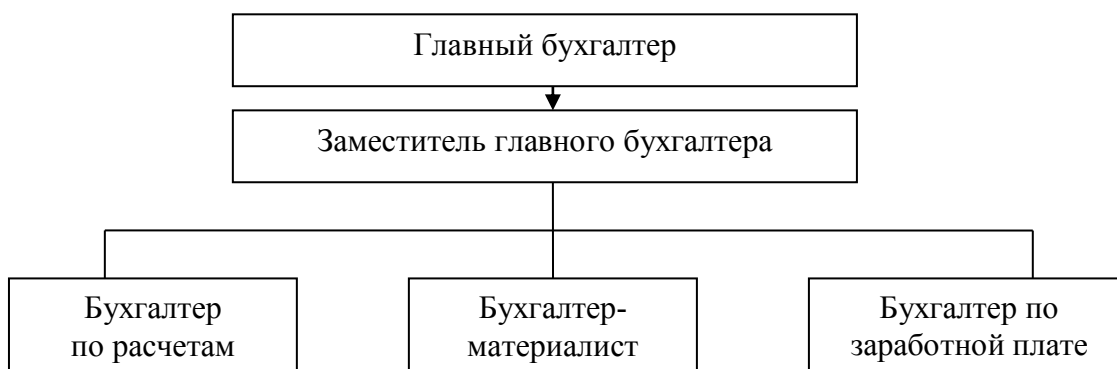 Главный бухгалтер
Заместитель главного бухгалтера
Бухгалтер
по расчетам
Бухгалтер-
материалист
Бухгалтер по
заработной плате